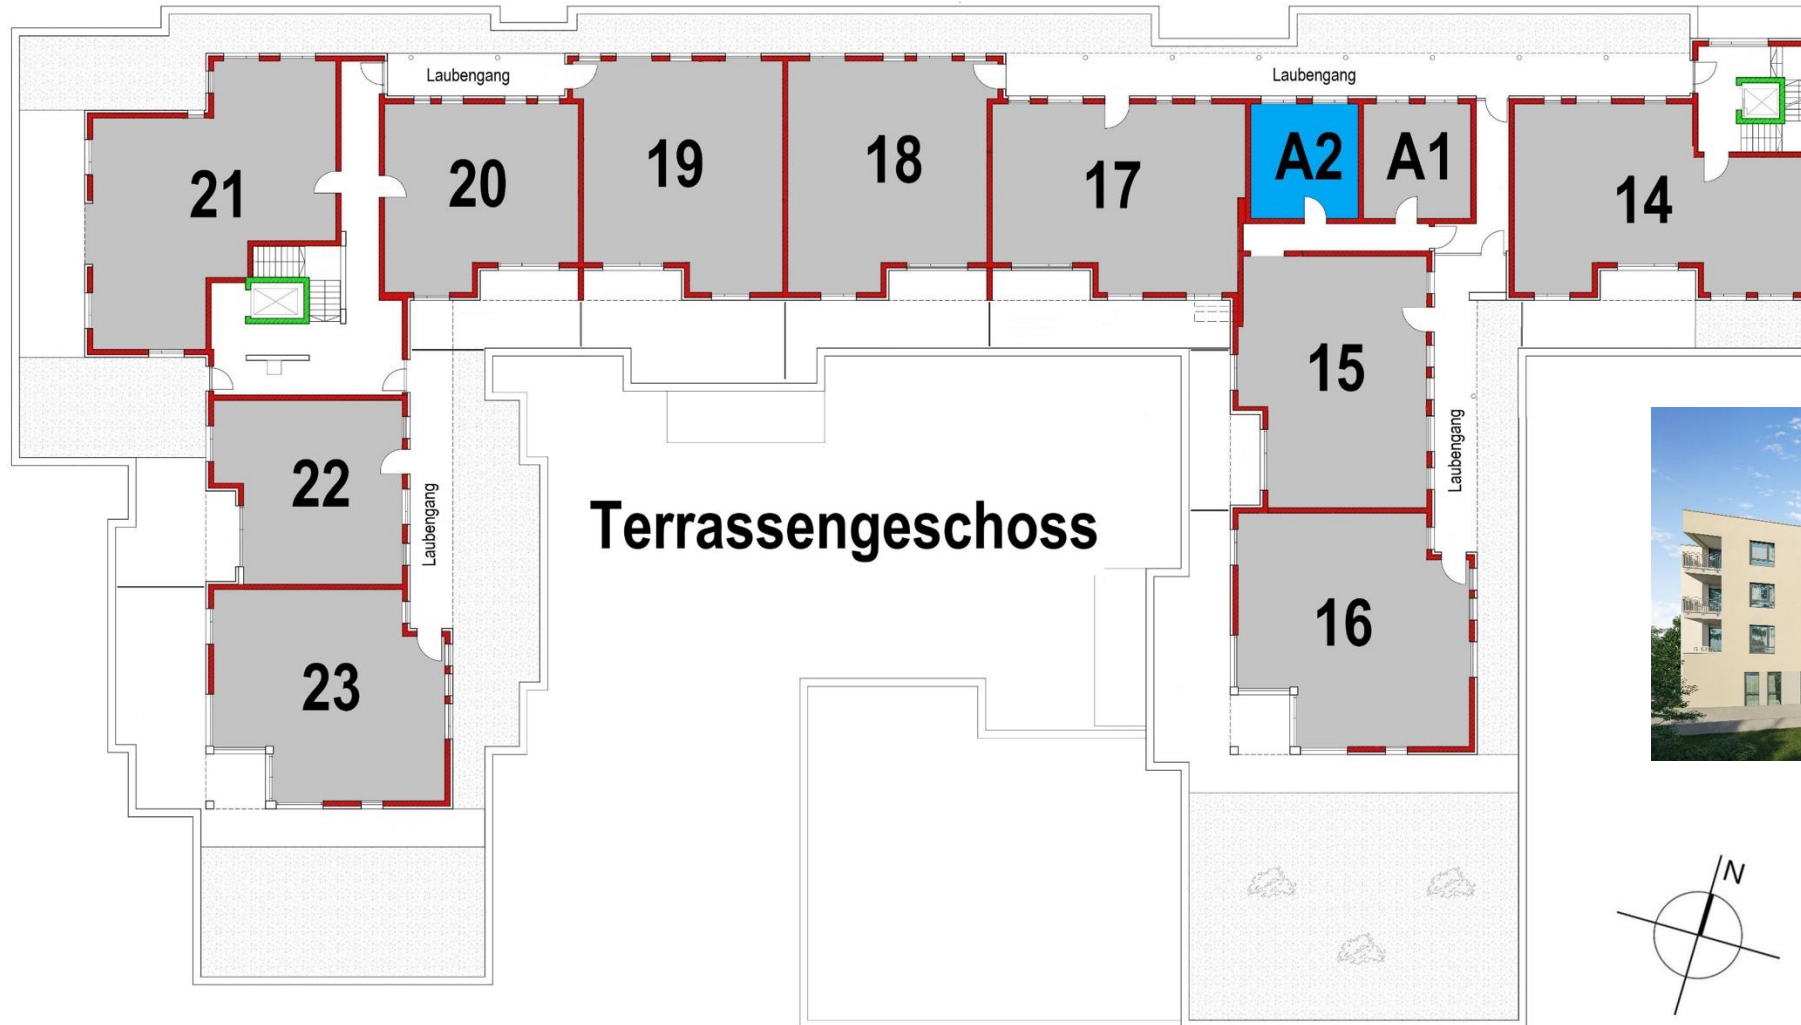 Laubengang
Laubengang
21
20
19
18
17
A2
A1
14
15
Laubengang
22
Laubengang
Terrassengeschoss
16
23
N